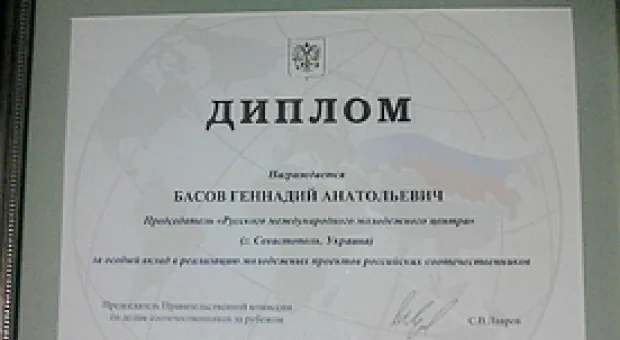 ДИПЛОМ
Награждается
БАСОВ ГЕННАДИЙ АНАТОЛЬЕВИЧ
Председатель «Русского международного молодежного центра»
(г. Севастополь, Украина)
за особый вклад в реализацию молодежных проектов российских соотечественников
Председатель Правительственной комиссии
по делам соотечественников за рубежом
С.В.Лавров